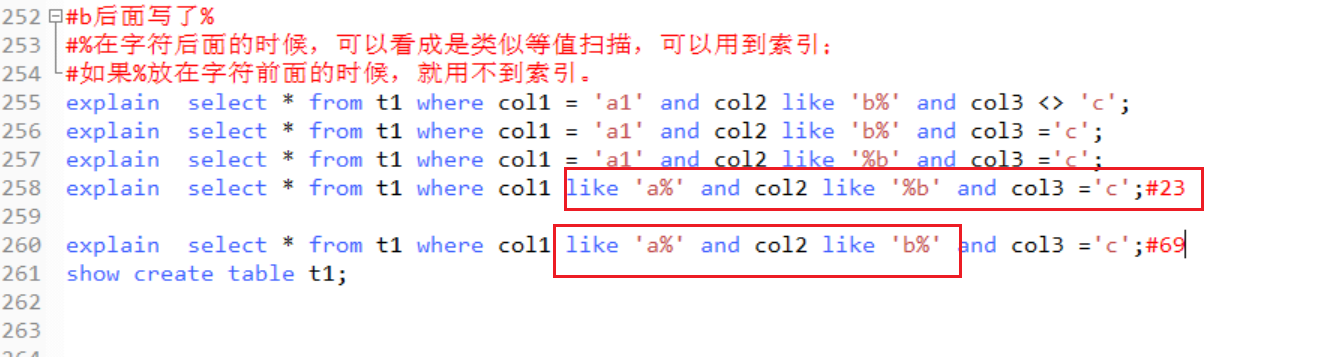 252 #b后面写了%
253 #%在字符后面的时候，可以看成是类似等值扫描，可以用到索引；
254 #如果%放在字符前面的时候，就用不到索引。
255 explain  select * from t1 where col1 = 'a1' and col2 like 'b%' and col3 <> 'c';
256 explain  select * from t1 where col1 = 'a1' and col2 like 'b%' and col3 ='c';
257 explain  select * from t1 where col1 = 'a1' and col2 like '%b' and col3 ='c';
258 explain  select * from t1 where col1 like 'a%' and col2 like '%b' and col3 ='c';#23
259
260 explain  select * from t1 where col1 like 'a%' and col2 like 'b%' and col3 ='c';#69
261 show create table t1;
262
263
264